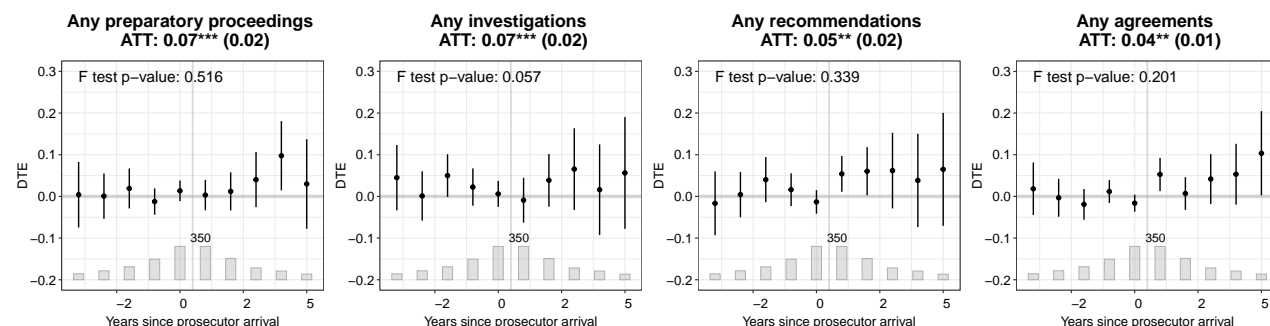 Any preparatory proceedings
ATT: 0.07*** (0.02)
F test p−value: 0.516
0.3
0.2
0.1
0.0
−0.1
−0.2
DTE
350
−2
0
2
5
Years since prosecutor arrival
Any investigations
ATT: 0.07*** (0.02)
F test p−value: 0.057
0.3
0.2
0.1
0.0
−0.1
−0.2
DTE
350
−2
0
2
5
Years since prosecutor arrival
Any recommendations
ATT: 0.05** (0.02)
F test p−value: 0.339
0.3
0.2
0.1
0.0
−0.1
−0.2
DTE
350
−2
0
2
5
Years since prosecutor arrival
Any agreements
ATT: 0.04** (0.01)
F test p−value: 0.201
0.3
0.2
0.1
0.0
−0.1
−0.2
DTE
350
−2
0
2
5
Years since prosecutor arrival